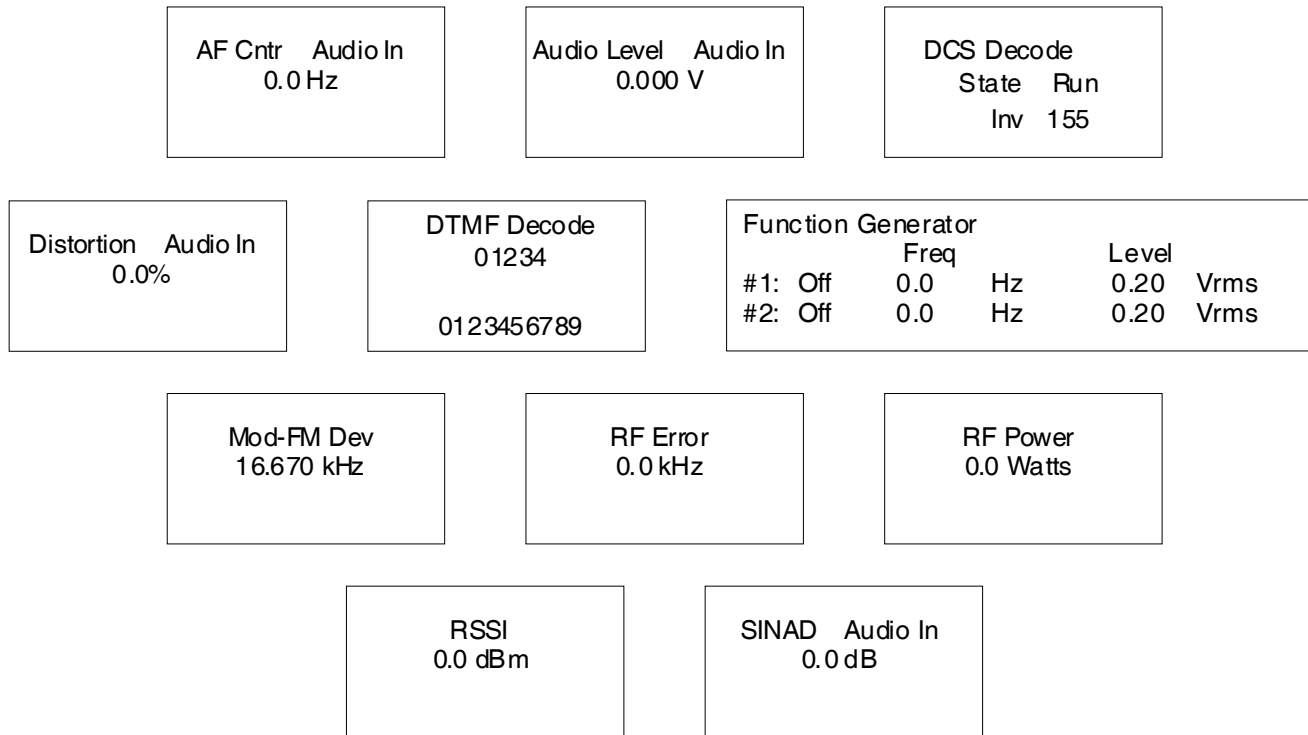 AF Cntr Audio In
0.0 Hz
Audio Level Audio In
0.000 V
DCS Decode
State Run
Inv 155
Distortion Audio In
0.0%
DTMF Decode
01234
0123456789
Function Generator
Freq Level
#1: Off 0.0 Hz 0.20 Vrms
#2: Off 0.0 Hz 0.20 Vrms
Mod-FM Dev
16.670 kHz
RF Error
0.0 kHz
RF Power
0.0 Watts
RSSI
0.0 dBm
SINAD Audio In
0.0 dB